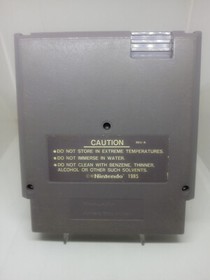 CAUTION
●DO NOT STORE IN EXTREME TEMPERATURES.
●DO NOT IMMERSE IN WATER.
●DO NOT CLEAN WITH BENZENE, THINNER,
ALCOHOL OR OTHER SUCH SOLVENTS.
©Nintendo 1985